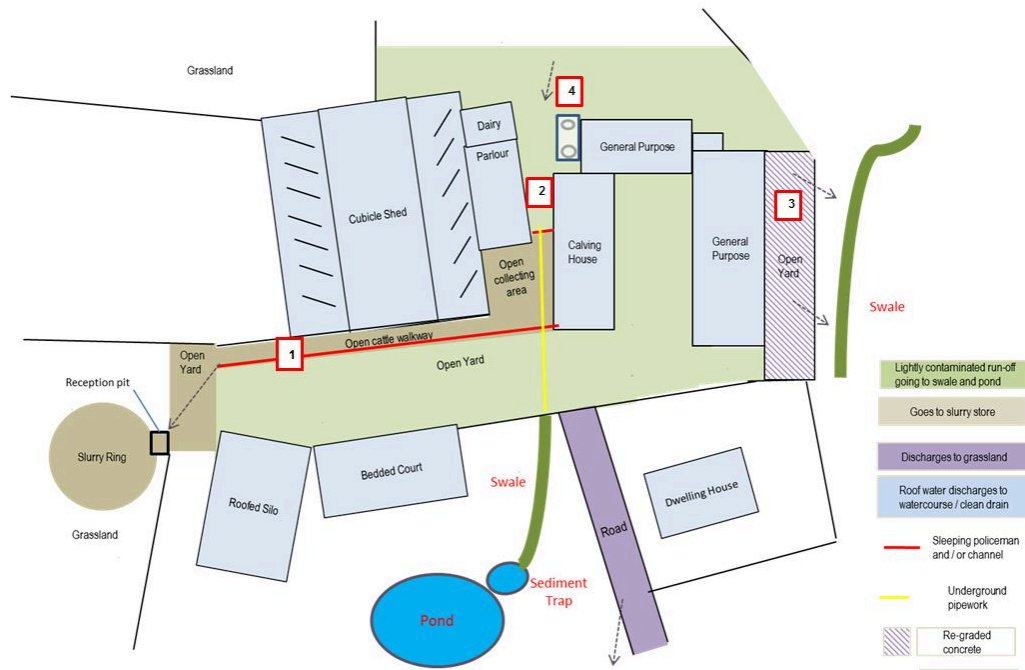 Grassland
4
Dairy
Parlour
General Purpose
2
3
Cubicle Shed
Calving
House
General
Purpose
Open
Yard
Open
collecting
area
Swale
Open cattle walkway
1
Open
Yard
Open Yard
Reception pit
Slurry Ring
Bedded Court
Roofed Silo
Swale
Dwelling House
Road
Grassland
Sediment
Trap
Pond
Lightly contaminated run-off
going to swale and pond
Goes to slurry store
Discharges to grassland
Roof water discharges to
watercourse / clean drain
Sleeping policeman
and / or channel
Underground
pipework
Re-graded
concrete